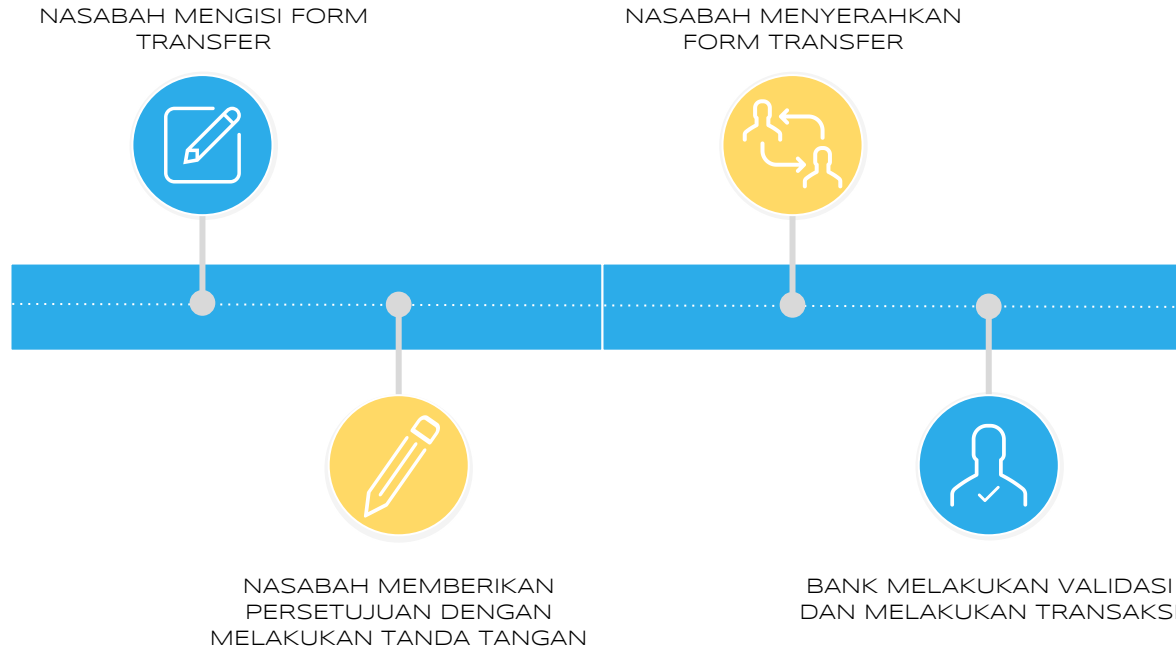 NASABAH MENGISI FORM
TRANSFER
NASABAH MEMBERIKAN
PERSETUJUAN DENGAN
MELAKUKAN TANDA TANGAN
NASABAH MENYERAHKAN
FORM TRANSFER
BANK MELAKUKAN VALIDASI
DAN MELAKUKAN TRANSAKSI